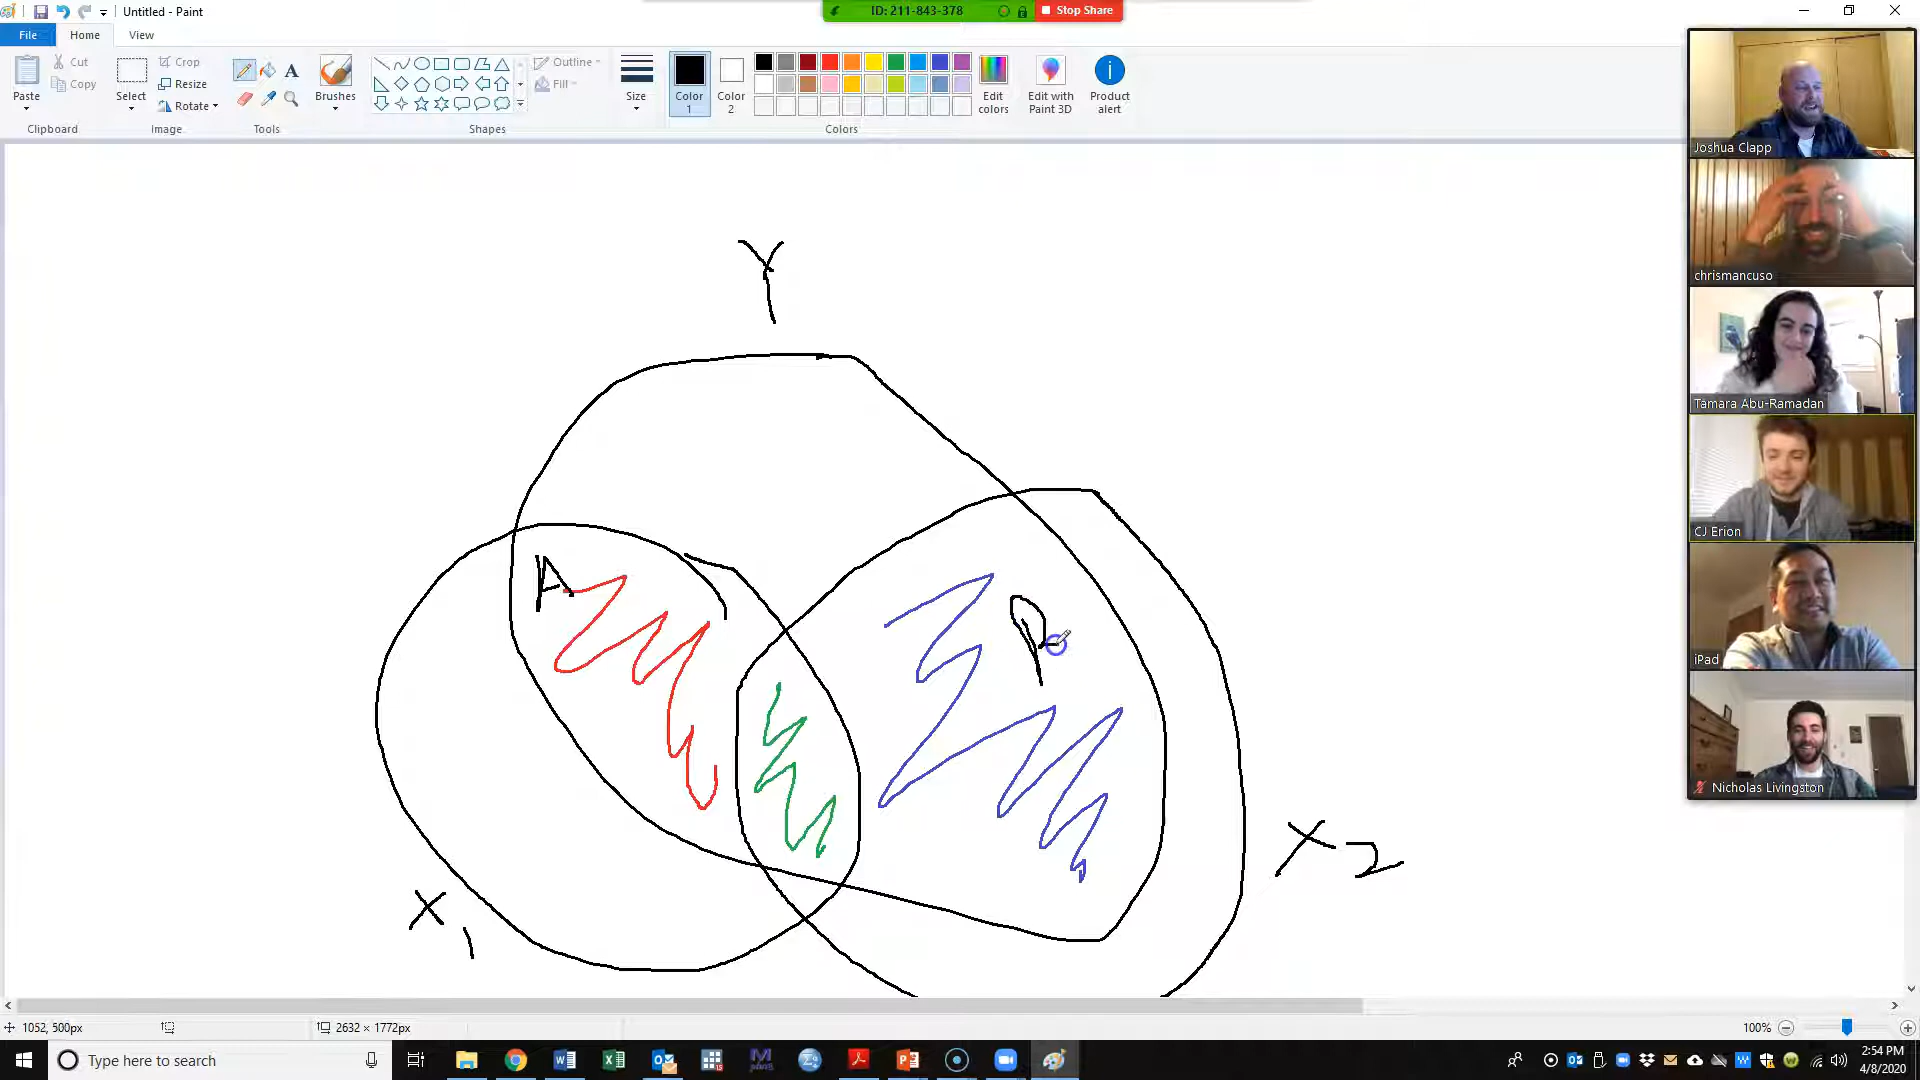 Untitled - Paint
ID: 211-843-378
Stop Share
File
Home
View
Paste
Cut
Copy
Clipboard
Select
Crop
Resize
Rotate
Image
A
Tools
Brushes
Shapes
Outline
Fill
Size
Color
1
Color
2
Edit
colors
Colors
Edit with
Paint 3D
Product
alert
Joshua Clapp
chrismancuso
Tamara Abu-Ramadan
CJ Erion
iPad
Nicholas Livingston
Y
A
X1
X2
1052, 500px
2632 × 1772px
100%
Type here to search
2:54 PM
4/8/2020